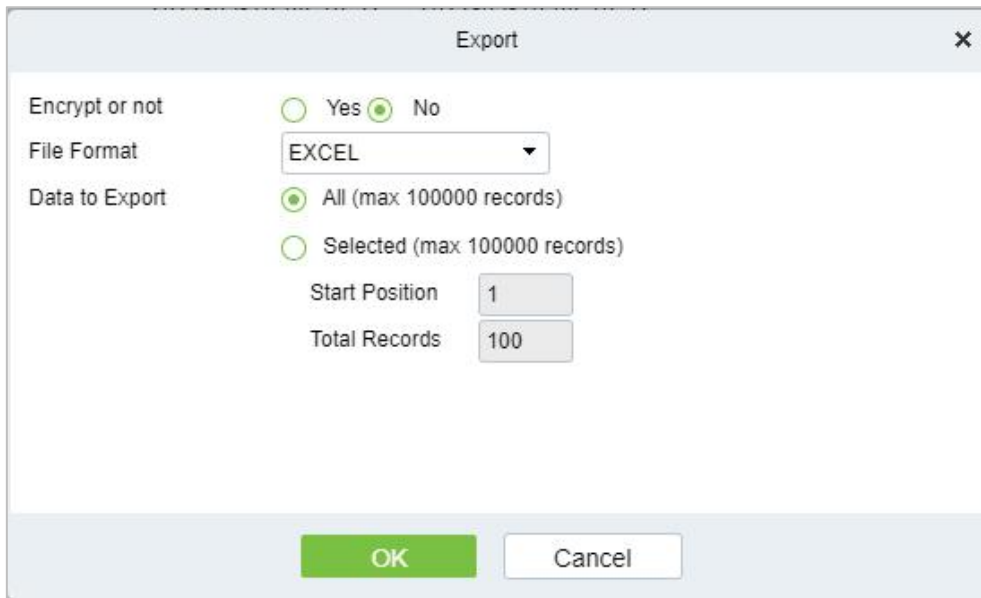 Export
Encrypt or not Yes No
File Format EXCEL
Data to Export All (max 100000 records)
Selected (max 100000 records)
Start Position 1
Total Records 100
OK Cancel